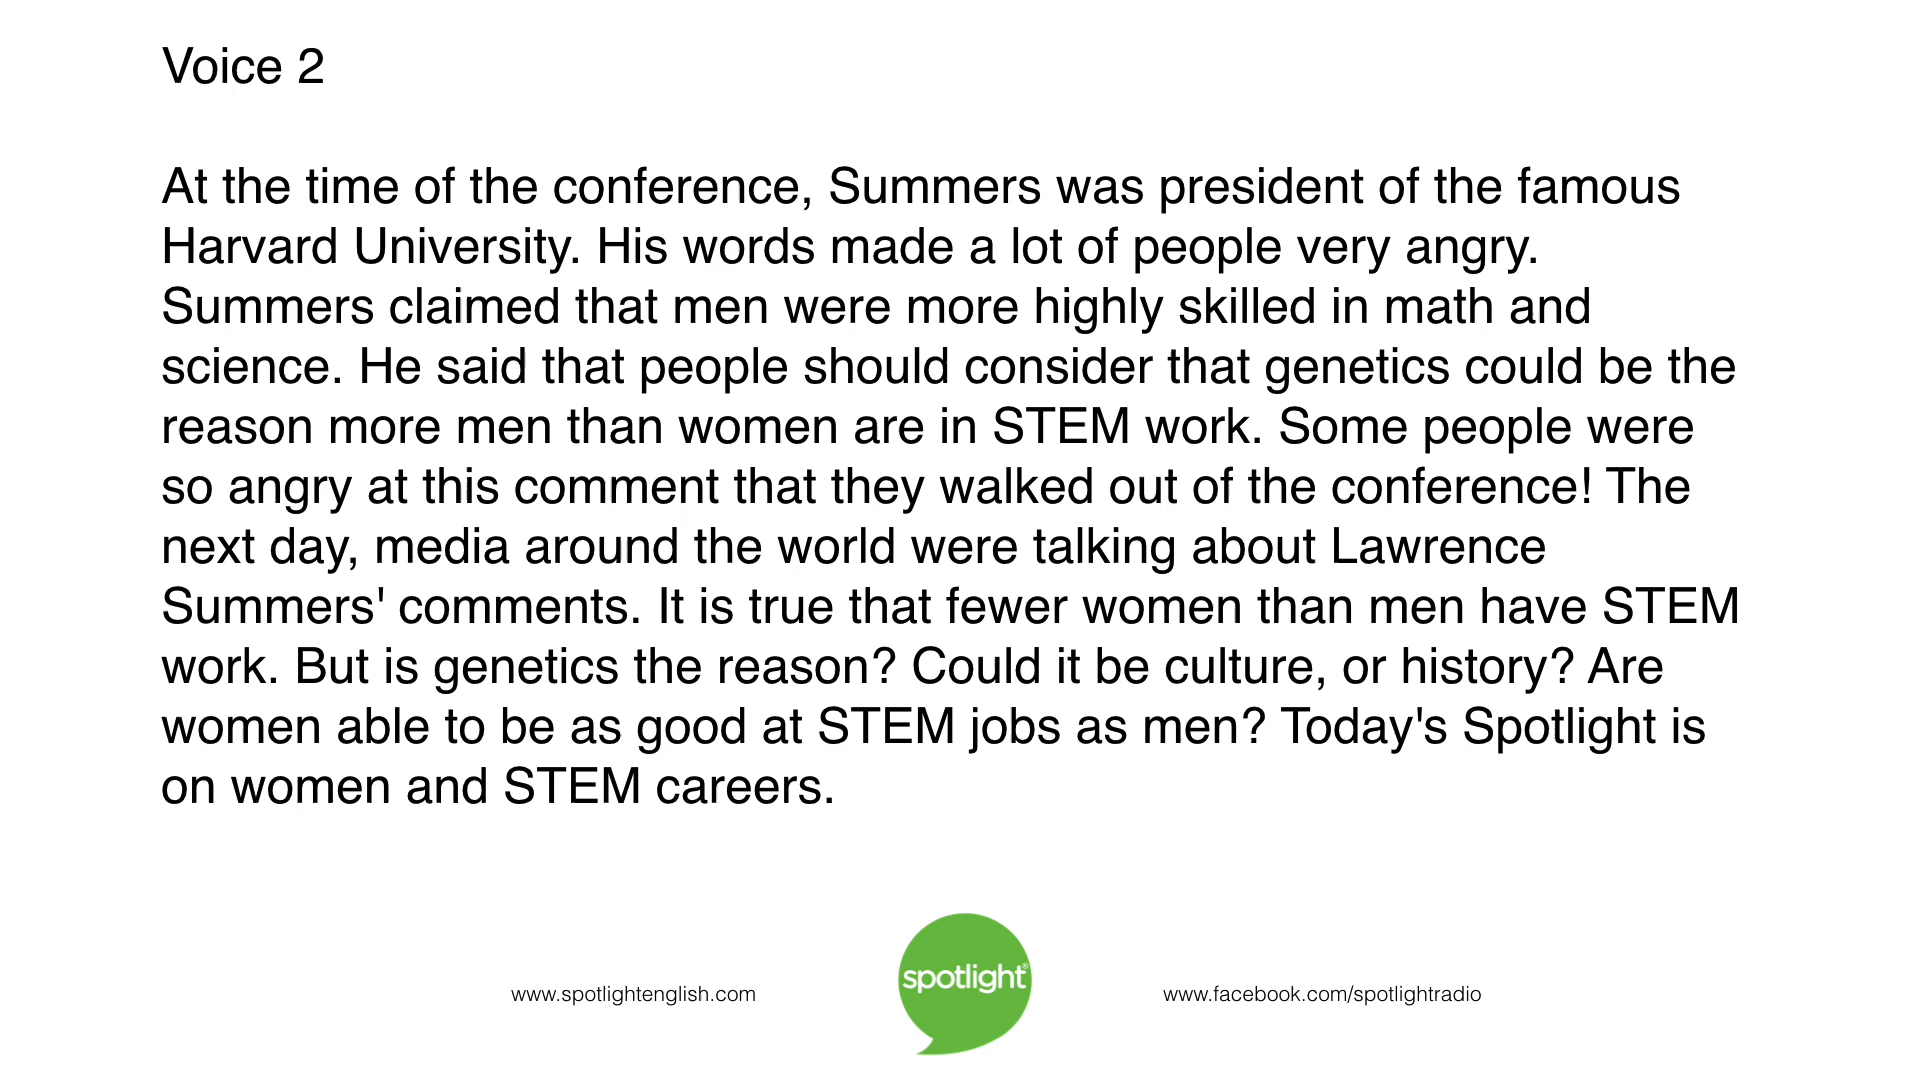 Voice 2
At the time of the conference, Summers was president of the famous
Harvard University. His words made a lot of people very angry.
Summers claimed that men were more highly skilled in math and
science. He said that people should consider that genetics could be the
reason more men than women are in STEM work. Some people were
so angry at this comment that they walked out of the conference! The
next day, media around the world were talking about Lawrence
Summers' comments. It is true that fewer women than men have STEM
work. But is genetics the reason? Could it be culture, or history? Are
women able to be as good at STEM jobs as men? Today's Spotlight is
on women and STEM careers.
www.spotlightenglish.com
spotlight®
www.facebook.com/spotlightradio